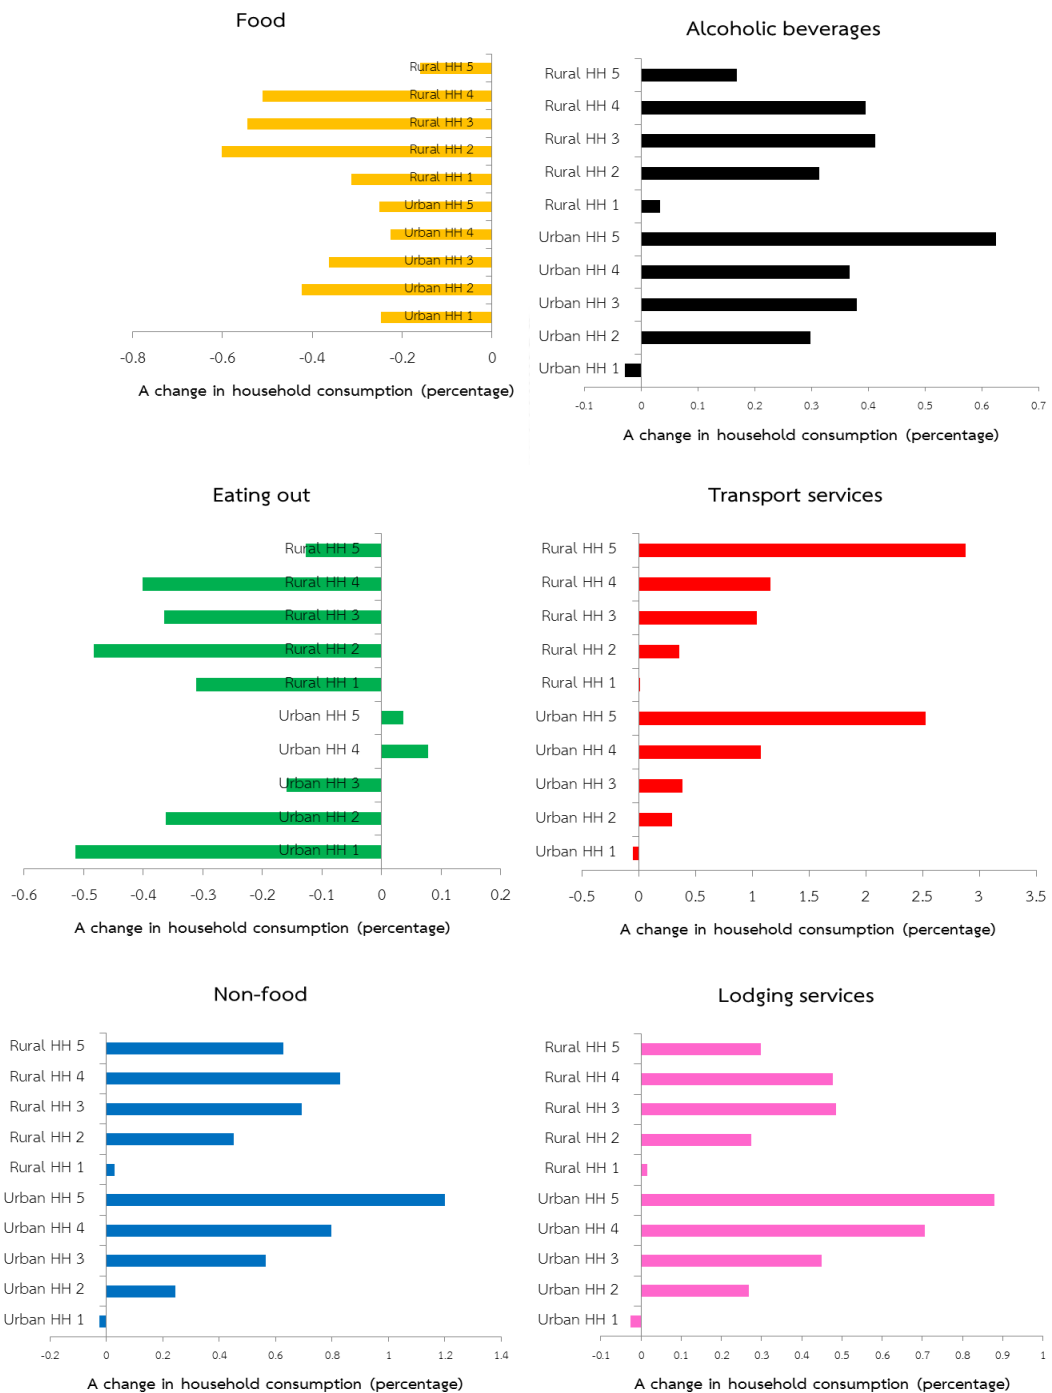 Food
Rural HH 5
Rural HH 4
Rural HH 3
Rural HH 2
Rural HH 1
Urban HH 5
Urban HH 4
Urban HH 3
Urban HH 2
Urban HH 1
-0.8 -0.6 -0.4 -0.2 0
A change in household consumption (percentage)
Alcoholic beverages
Rural HH 5
Rural HH 4
Rural HH 3
Rural HH 2
Rural HH 1
Urban HH 5
Urban HH 4
Urban HH 3
Urban HH 2
Urban HH 1
-0.1 0 0.1 0.2 0.3 0.4 0.5 0.6 0.7
A change in household consumption (percentage)
Eating out
Rural HH 5
Rural HH 4
Rural HH 3
Rural HH 2
Rural HH 1
Urban HH 5
Urban HH 4
Urban HH 3
Urban HH 2
Urban HH 1
-0.6 -0.5 -0.4 -0.3 -0.2 -0.1 0 0.1 0.2
A change in household consumption (percentage)
Transport services
Rural HH 5
Rural HH 4
Rural HH 3
Rural HH 2
Rural HH 1
Urban HH 5
Urban HH 4
Urban HH 3
Urban HH 2
Urban HH 1
-0.5 0 0.5 1 1.5 2 2.5 3 3.5
A change in household consumption (percentage)
Non-food
Rural HH 5
Rural HH 4
Rural HH 3
Rural HH 2
Rural HH 1
Urban HH 5
Urban HH 4
Urban HH 3
Urban HH 2
Urban HH 1
-0.2 0 0.2 0.4 0.6 0.8 1 1.2 1.4
A change in household consumption (percentage)
Lodging services
Rural HH 5
Rural HH 4
Rural HH 3
Rural HH 2
Rural HH 1
Urban HH 5
Urban HH 4
Urban HH 3
Urban HH 2
Urban HH 1
-0.1 0 0.1 0.2 0.3 0.4 0.5 0.6 0.7 0.8 0.9 1
A change in household consumption (percentage)